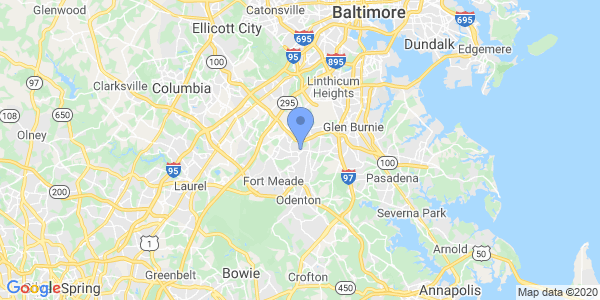 Glenwood
Catonsville
Baltimore
695
Ellicott City
695
Dundalk
Edgemere
95
895
100
97
Linthicum
Heights
Clarksville
Columbia
295
108
650
Glen Burnie
Olney
100
95
97
Pasadena
200
Laurel
Fort Meade
Odenton
Severna Park
1
Arnold
50
Greenbelt
Bowie
Crofton
450
Annapolis
Google
Spring
Map data ©2020